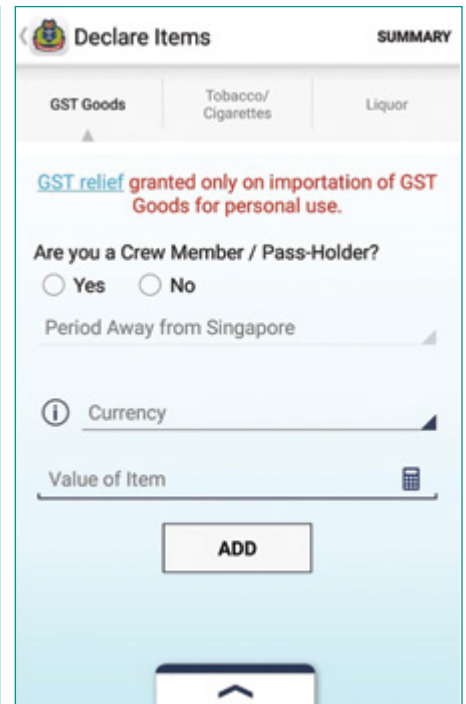 Declare Items
SUMMARY
GST Goods
Tobacco/
Cigarettes
Liquor
GST relief granted only on importation of GST
Goods for personal use.
Are you a Crew Member / Pass-Holder?
Yes
No
Period Away from Singapore
i
Currency
Value of Item
ADD